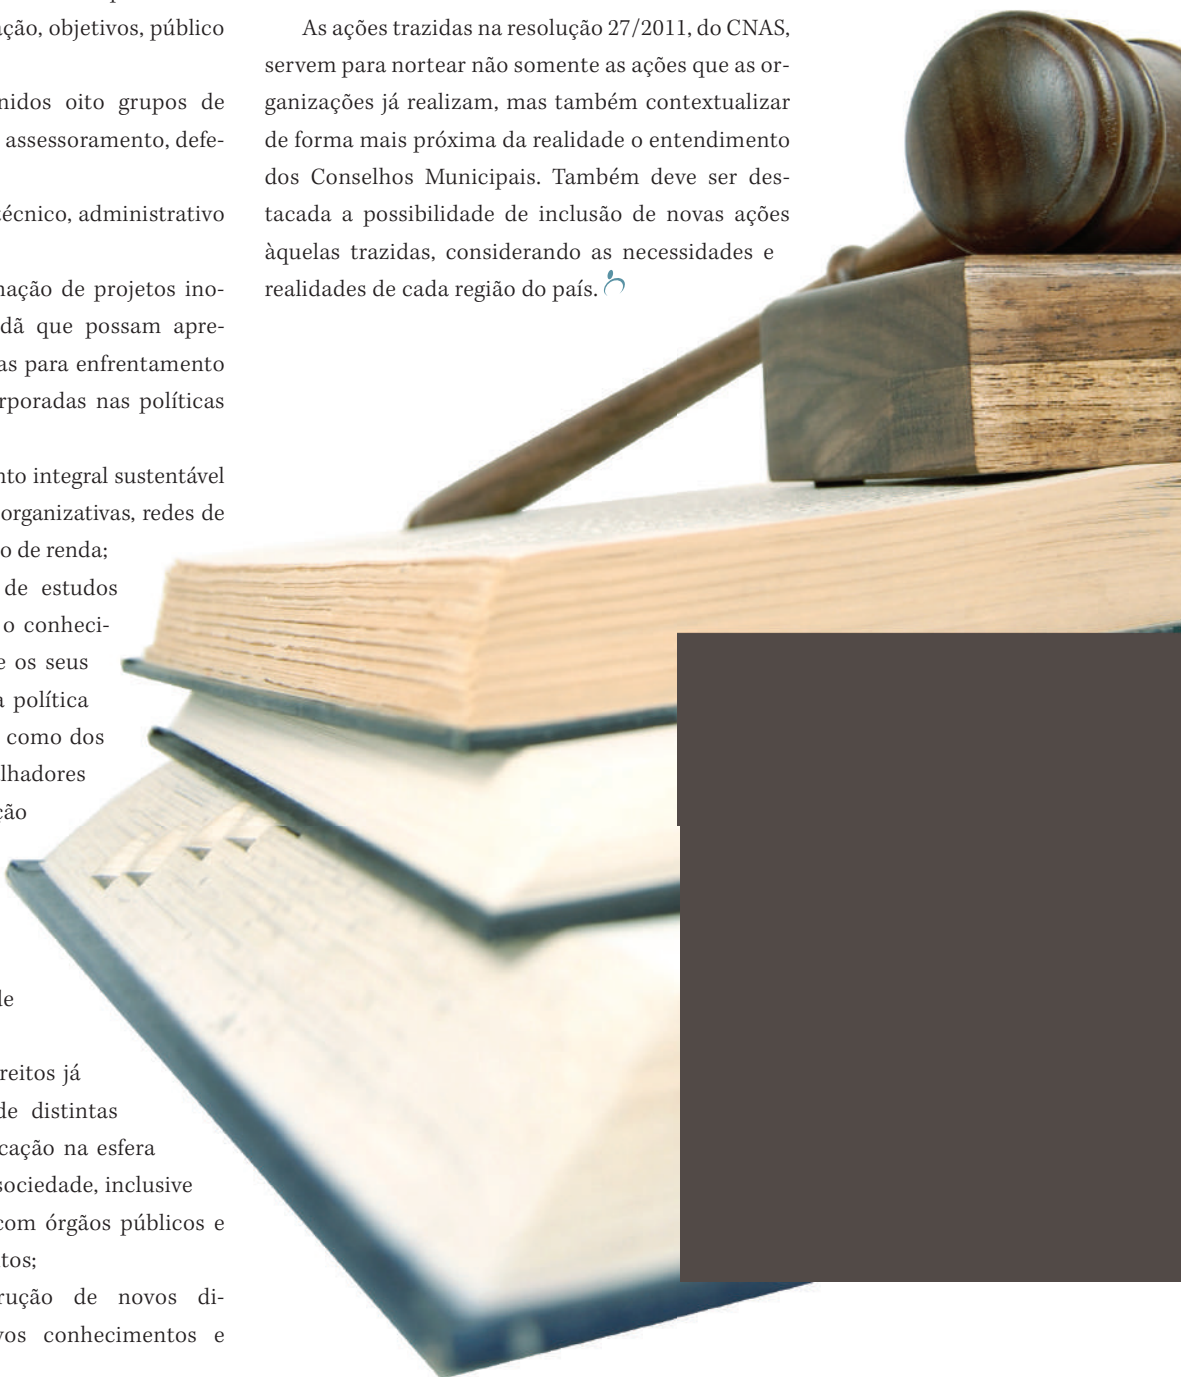 ção, objetivos, público
nidos oito grupos de
assessoramento, defe-
técnico, administrativo
nação de projetos ino-
dã que possam apre-
as para enfrentamento
rporadas nas políticas
nto integral sustentável
organizativas, redes de
o de renda;
de estudos
o conheci-
e os seus
a política
como dos
lhadores
ção
de
reitos já
de distintas
cação na esfera
sociedade, inclusive
com órgãos públicos e
tos;
rução de novos di-
vos conhecimentos e
As ações trazidas na resolução 27/2011, do CNAS,
servem para nortear não somente as ações que as or-
ganizações já realizam, mas também contextualizar
de forma mais próxima da realidade o entendimento
dos Conselhos Municipais. Também deve ser des-
tacada a possibilidade de inclusão de novas ações
àquelas trazidas, considerando as necessidades e
realidades de cada região do país.